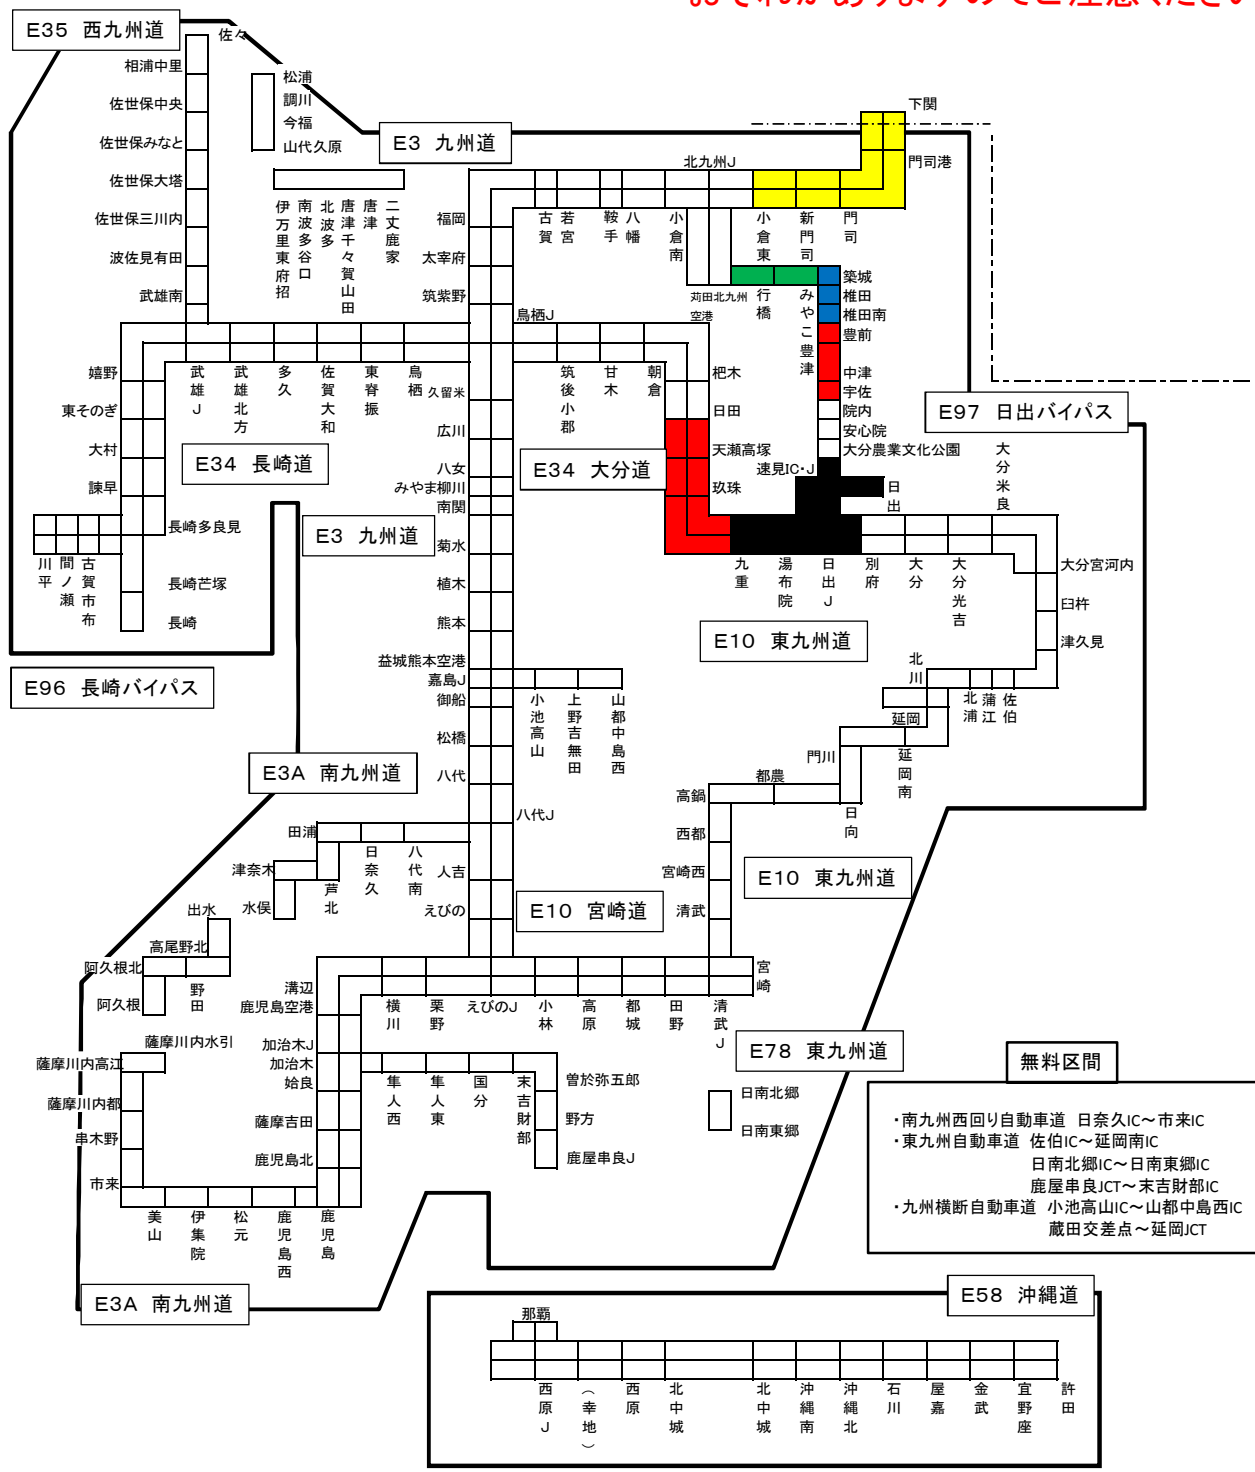 おそれがありますのでご注意ください
E35 西九州道
佐々
相浦中里
佐世保中央
佐世保みなと
佐世保大塔
佐世保三川内
波佐見有田
武雄南
松浦
調川
今福
山代久原
E3 九州道
伊万里東府招
南波多谷口
北波多
唐津千々賀山田
唐津
二丈鹿家
下関
門司港
北九州J
福岡
太宰府
筑紫野
古賀
若宮
鞍手
八幡
小倉南
小倉東
新門司
門司
苅田北九州空港
行橋
みやこ豊津
築城
椎田
椎田南
豊前
中津
宇佐
院内
安心院
大分農業文化公園
速見IC・J
日出
E97 日出バイパス
鳥栖J
嬉野
東そのぎ
大村
諫早
武雄J
武雄北方
多久
佐賀大和
東脊振
鳥栖
久留米
筑後小郡
甘木
朝倉
杷木
日田
天瀬高塚
玖珠
E34 長崎道
E34 大分道
広川
八女
みやま柳川
南関
菊水
植木
熊本
益城熊本空港
嘉島J
御船
松橋
八代
長崎多良見
川平
間ノ瀬
古賀市布
長崎芒塚
長崎
E3 九州道
九重
湯布院
日出J
別府
大分
大分光吉
大分米良
大分宮河内
臼杵
津久見
E10 東九州道
E96 長崎バイパス
小池高山
上野吉無田
山都中島西
北川
北浦
蒲江
佐伯
延岡
延岡南
門川
日向
都農
高鍋
西都
宮崎西
清武
E3A 南九州道
八代J
田浦
日奈久
八代南
人吉
えびの
津奈木
芦北
水俣
出水
高尾野北
阿久根北
野田
阿久根
E10 宮崎道
E10 東九州道
溝辺鹿児島空港
横川
栗野
えびのJ
小林
高原
都城
田野
清武J
宮崎
薩摩川内水引
薩摩川内高江
薩摩川内都
串木野
市来
加治木J
加治木
姶良
薩摩吉田
鹿児島北
隼人西
隼人東
国分
末吉財部
曽於弥五郎
野方
鹿屋串良J
E78 東九州道
日南北郷
日南東郷
美山
伊集院
松元
鹿児島西
鹿児島
E3A 南九州道
無料区間
・南九州西回り自動車道 日奈久IC～市来IC
・東九州自動車道 佐伯IC～延岡南IC
日南北郷IC～日南東郷IC
鹿屋串良JCT～末吉財部IC
・九州横断自動車道 小池高山IC～山都中島西IC
蔵田交差点～延岡JCT
E58 沖縄道
那覇
西原J
（幸地）
西原
北中城
北中城
沖縄南
沖縄北
石川
屋嘉
金武
宜野座
許田